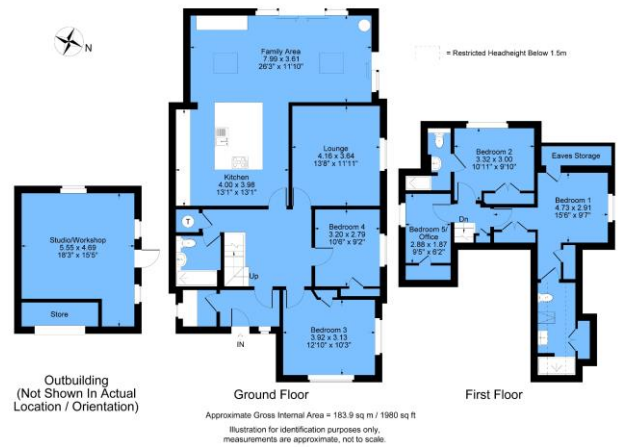 N
= Restricted Headheight Below 1.5m
Family Area
7.99 x 3.61
26'3" x 11'10"
Lounge
4.16 x 3.64
13'8" x 11'11"
Kitchen
4.00 x 3.98
13'1" x 13'1"
T
Bedroom 4
3.20 x 2.79
10'6" x 9'2"
Up
Bedroom 3
3.92 x 3.13
12'10" x 10'3"
IN
Studio/Workshop
5.55 x 4.69
18'3" x 15'5"
Store
Bedroom 2
3.32 x 3.00
10'11" x 9'10"
Eaves Storage
Bedroom 1
4.73 x 2.91
15'6" x 9'7"
Dn
Bedroom 5/
Office
2.88 x 1.87
9'5" x 6'2"
Outbuilding
(Not Shown In Actual
Location / Orientation)
Ground Floor
First Floor
Approximate Gross Internal Area = 183.9 sq m / 1980 sq ft
Illustration for identification purposes only,
measurements are approximate, not to scale.